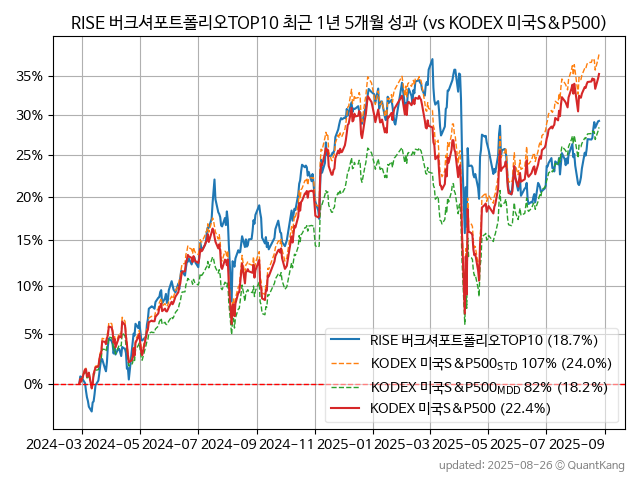 RISE 버크셔포트폴리오TOP10 최근 1년 5개월 성과 (vs KODEX 미국S&P500)
35%
30%
25%
20%
15%
10%
5%
0%
RISE 버크셔포트폴리오TOP10 (18.7%)
KODEX 미국S&P500STD 107% (24.0%)
KODEX 미국S&P500MDD 82% (18.2%)
KODEX 미국S&P500 (22.4%)
2024-03 2024-05 2024-07 2024-09 2024-11 2025-01 2025-03 2025-05 2025-07 2025-09
updated: 2025-08-26 © QuantKang